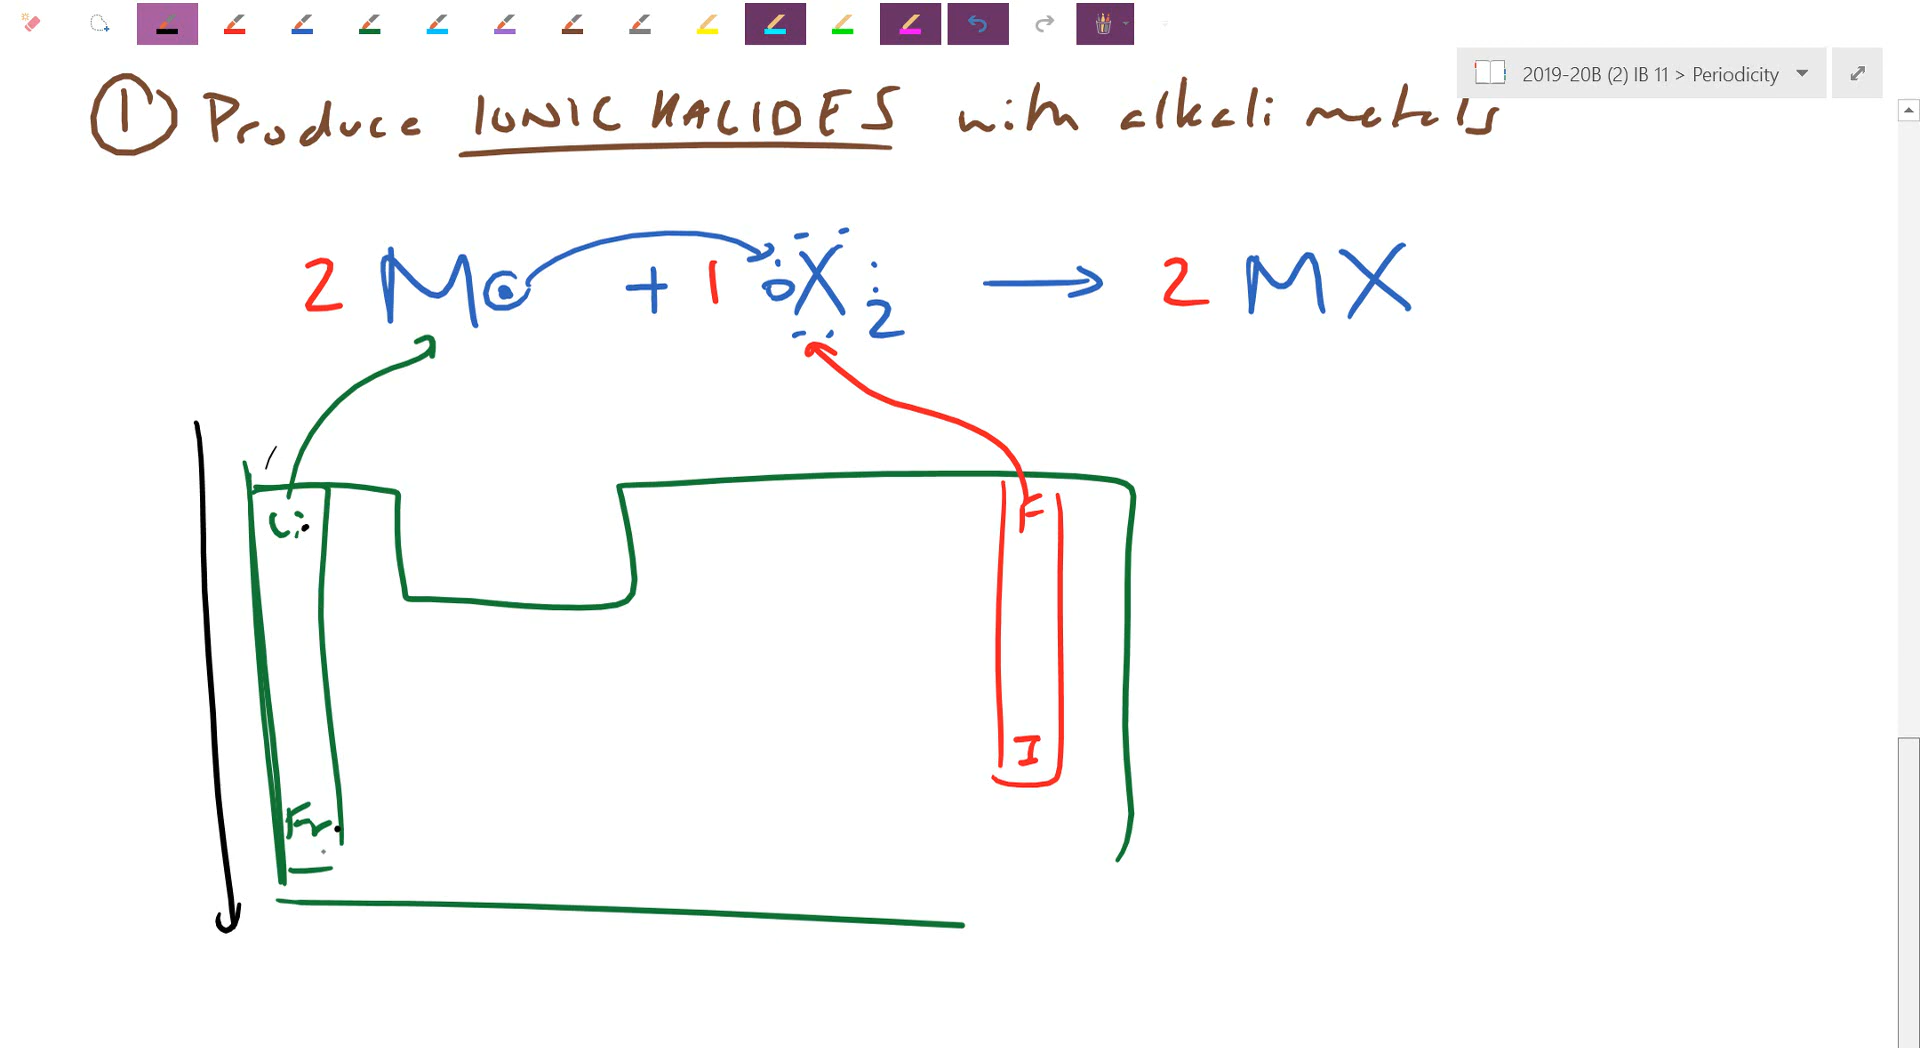 2019-20B (2) IB 11 > Periodicity
① Produce IONIC HALIDES with alkali metals
2 M + 1 X2 → 2 MX
Li F
I
Fr